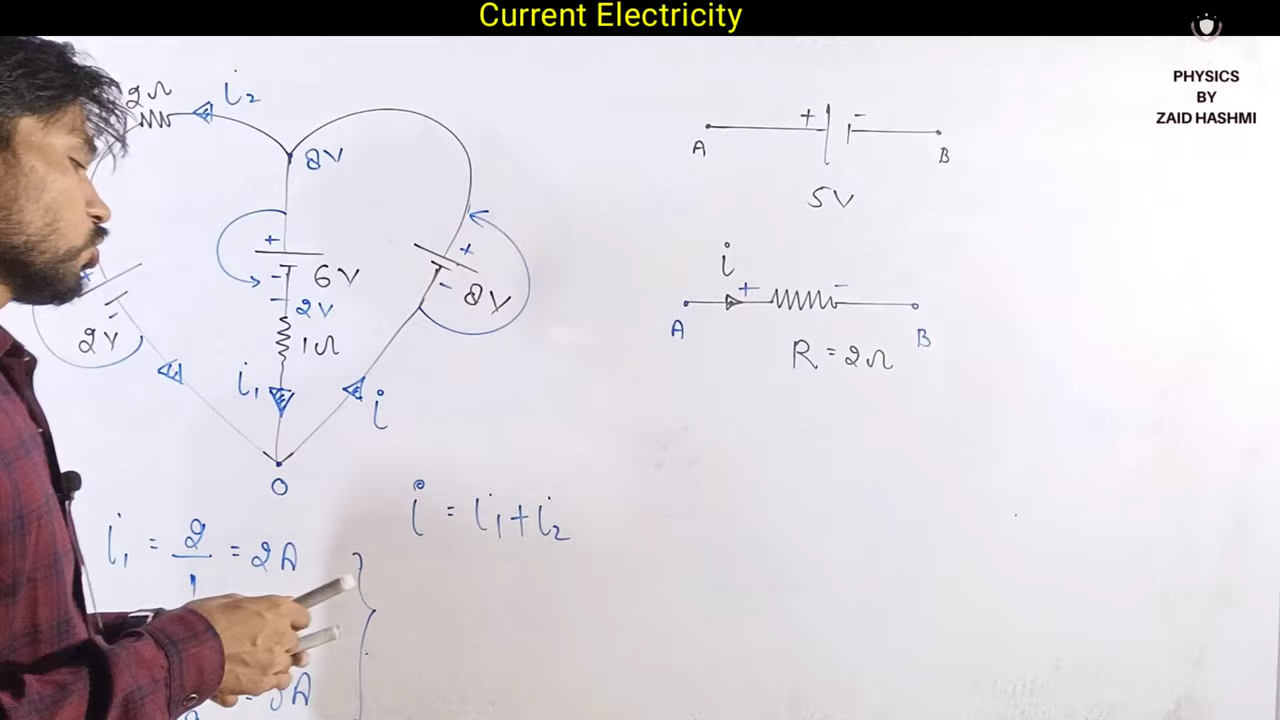 Current Electricity
PHYSICS
BY
ZAID HASHMI
2Ω
i₂
8V
+
-
6V
2V
1Ω
i₁
+
-
8V
i
+
-
2V
0
i = i₁ + i₂
i₁ = 2/1 = 2A
A
+
-
B
5V
i
+
-
A
B
R = 2Ω